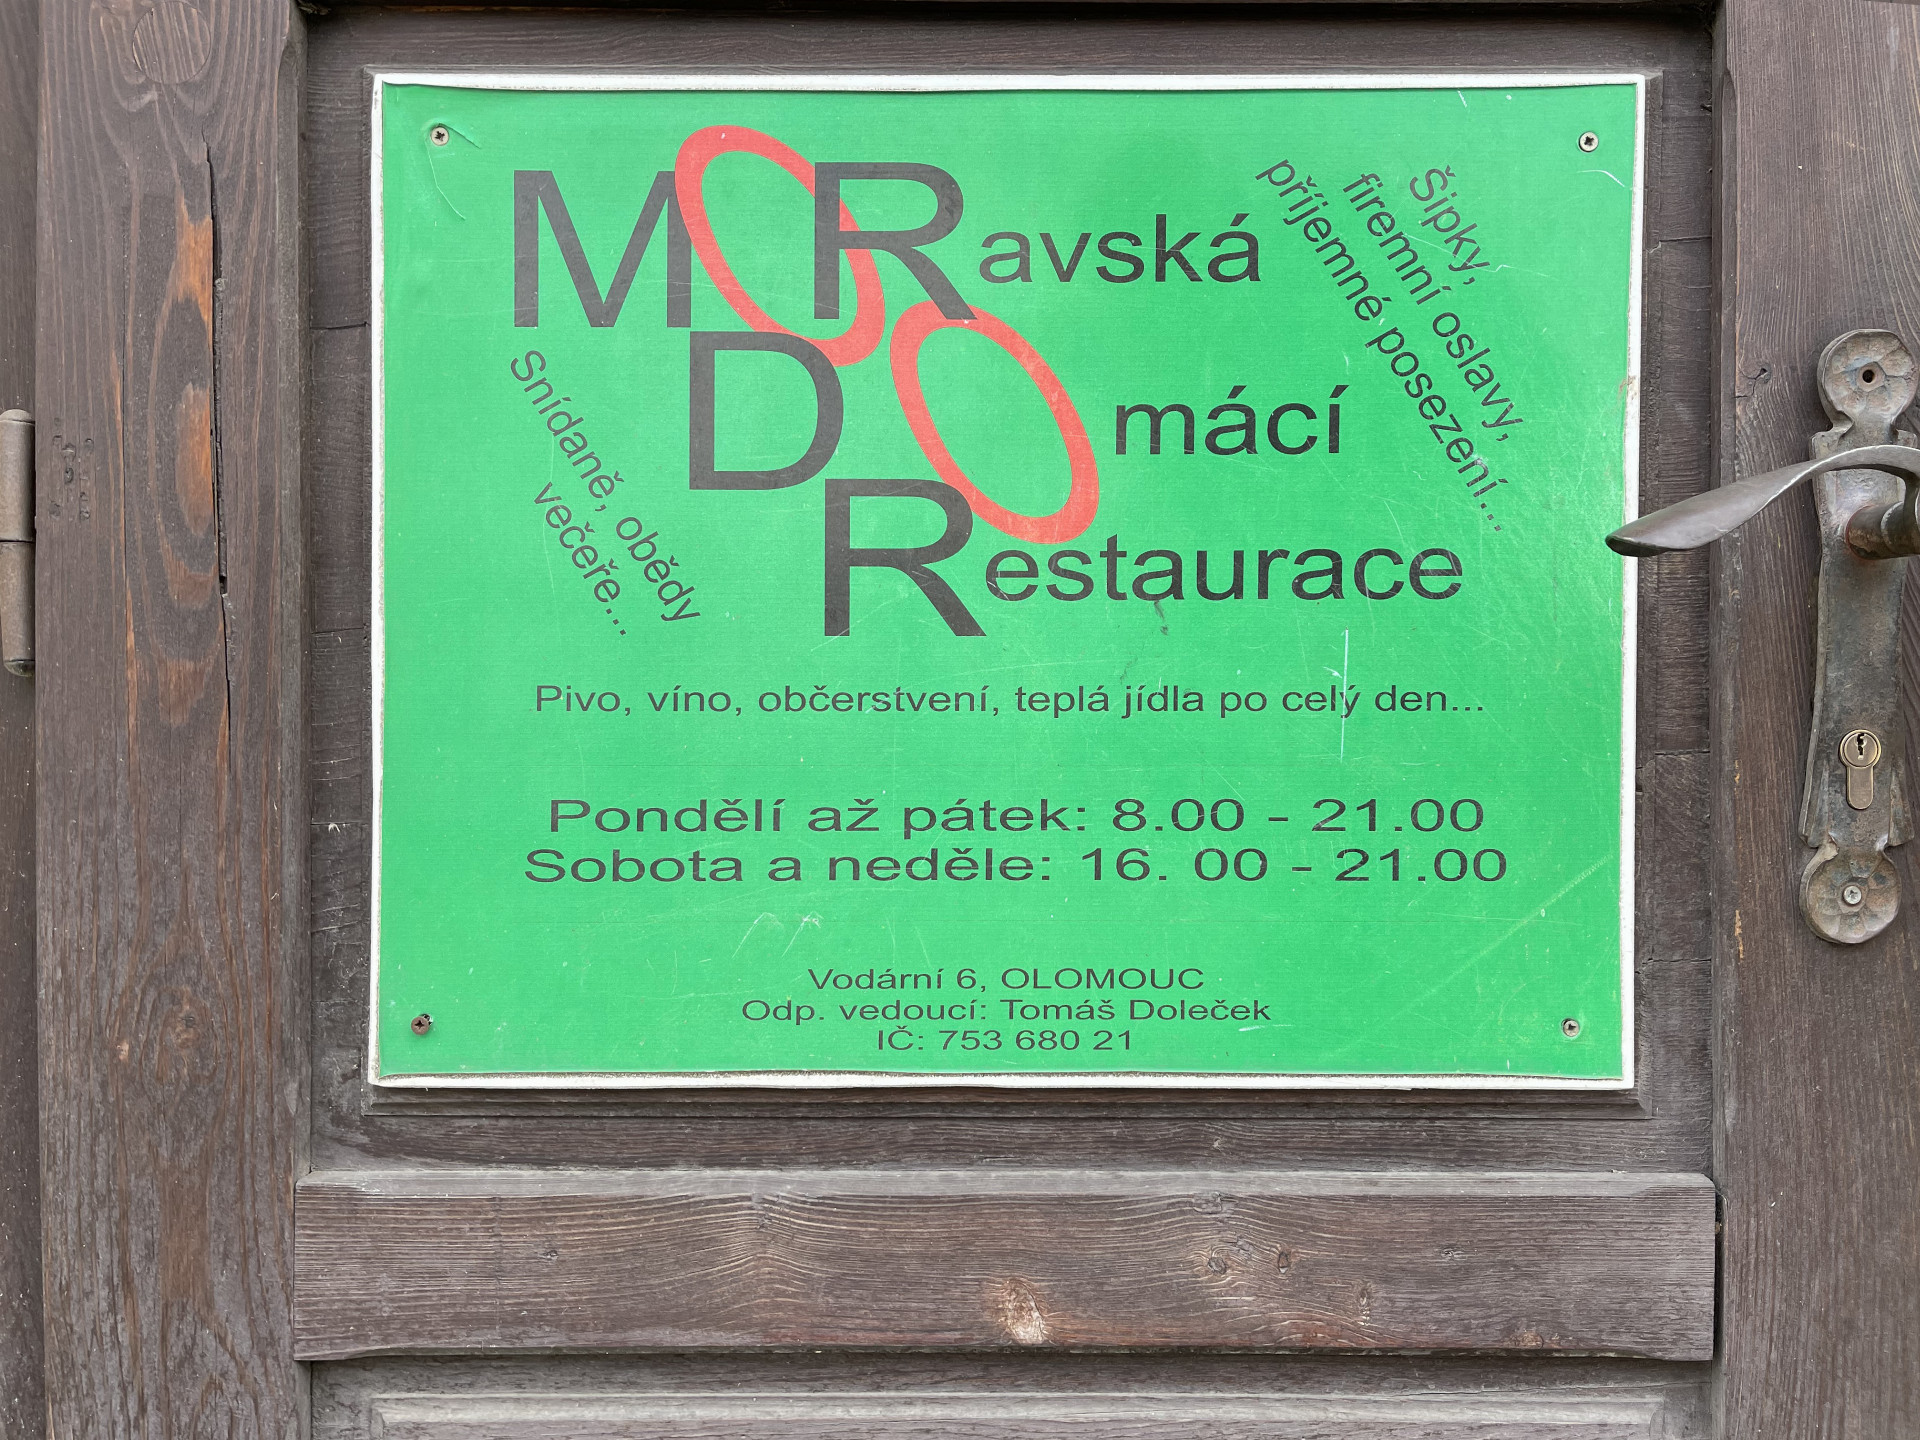 MORavská
DOmácí
Restaurace
Snídaně, obědy
večeře...
Šipky,
firemní oslavy,
příjemné posezení...
Pivo, víno, občerstvení, teplá jídla po celý den...
Pondělí až pátek: 8.00 - 21.00
Sobota a neděle: 16. 00 - 21.00
Vodární 6, OLOMOUC
Odp. vedoucí: Tomáš Doleček
IČ: 753 680 21